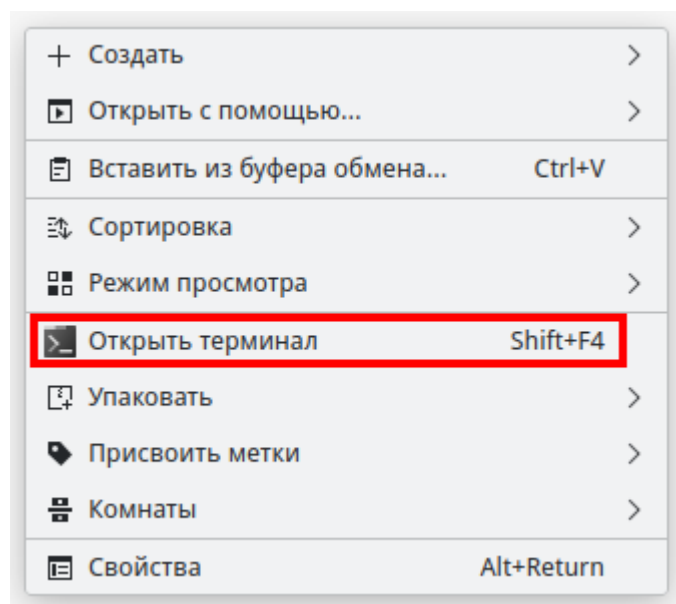 Создать
Открыть с помощью...
Вставить из буфера обмена... Ctrl+V
Сортировка
Режим просмотра
Открыть терминал Shift+F4
Упаковать
Присвоить метки
Комнаты
Свойства Alt+Return